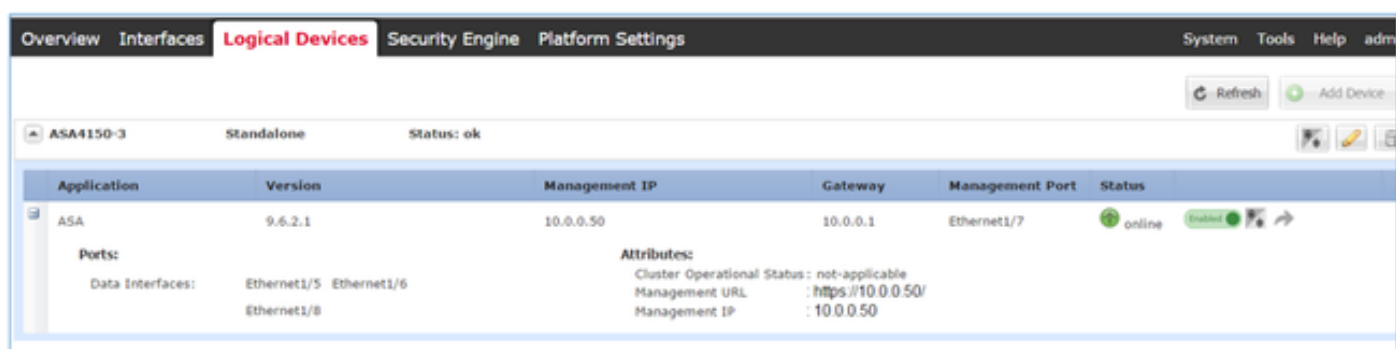 Overview Interfaces Logical Devices Security Engine Platform Settings System Tools Help adm
Refresh Add Device
ASA4150-3 Standalone Status: ok
Application Version Management IP Gateway Management Port Status
ASA 9.6.2.1 10.0.0.50 10.0.0.1 Ethernet1/7 online Enabled
Ports: Attributes:
Cluster Operational Status : not-applicable
Data Interfaces: Ethernet1/5 Ethernet1/6 Management URL : https://10.0.0.50/
Ethernet1/8 Management IP : 10.0.0.50